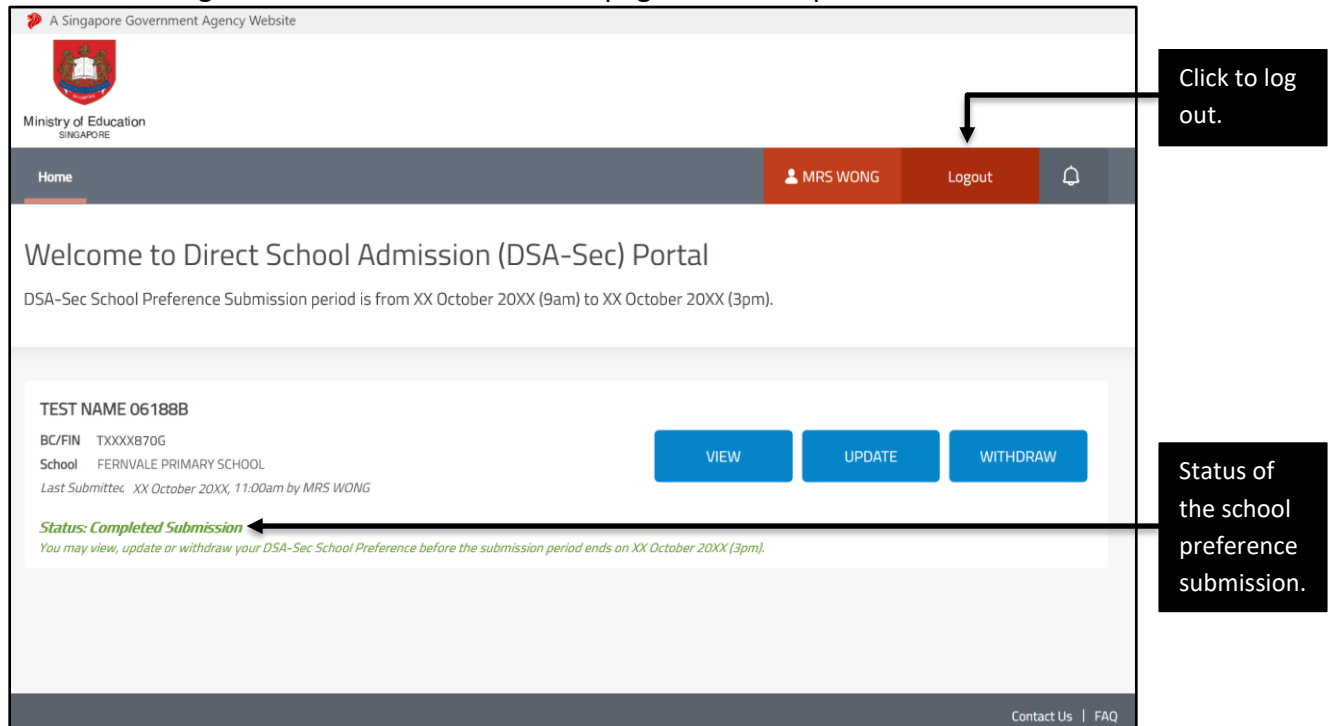 A Singapore Government Agency Website
Ministry of Education
SINGAPORE
Click to log
out.
Home
MRS WONG
Logout
Welcome to Direct School Admission (DSA-Sec) Portal
DSA-Sec School Preference Submission period is from XX October 20XX (9am) to XX October 20XX (3pm).
TEST NAME 06188B
BC/FIN TXXXX870G
School FERNVALE PRIMARY SCHOOL
Last Submitted XX October 20XX, 11:00am by MRS WONG
VIEW
UPDATE
WITHDRAW
Status: Completed Submission
You may view, update or withdraw your DSA-Sec School Preference before the submission period ends on XX October 20XX (3pm).
Status of
the school
preference
submission.
Contact Us | FAQ